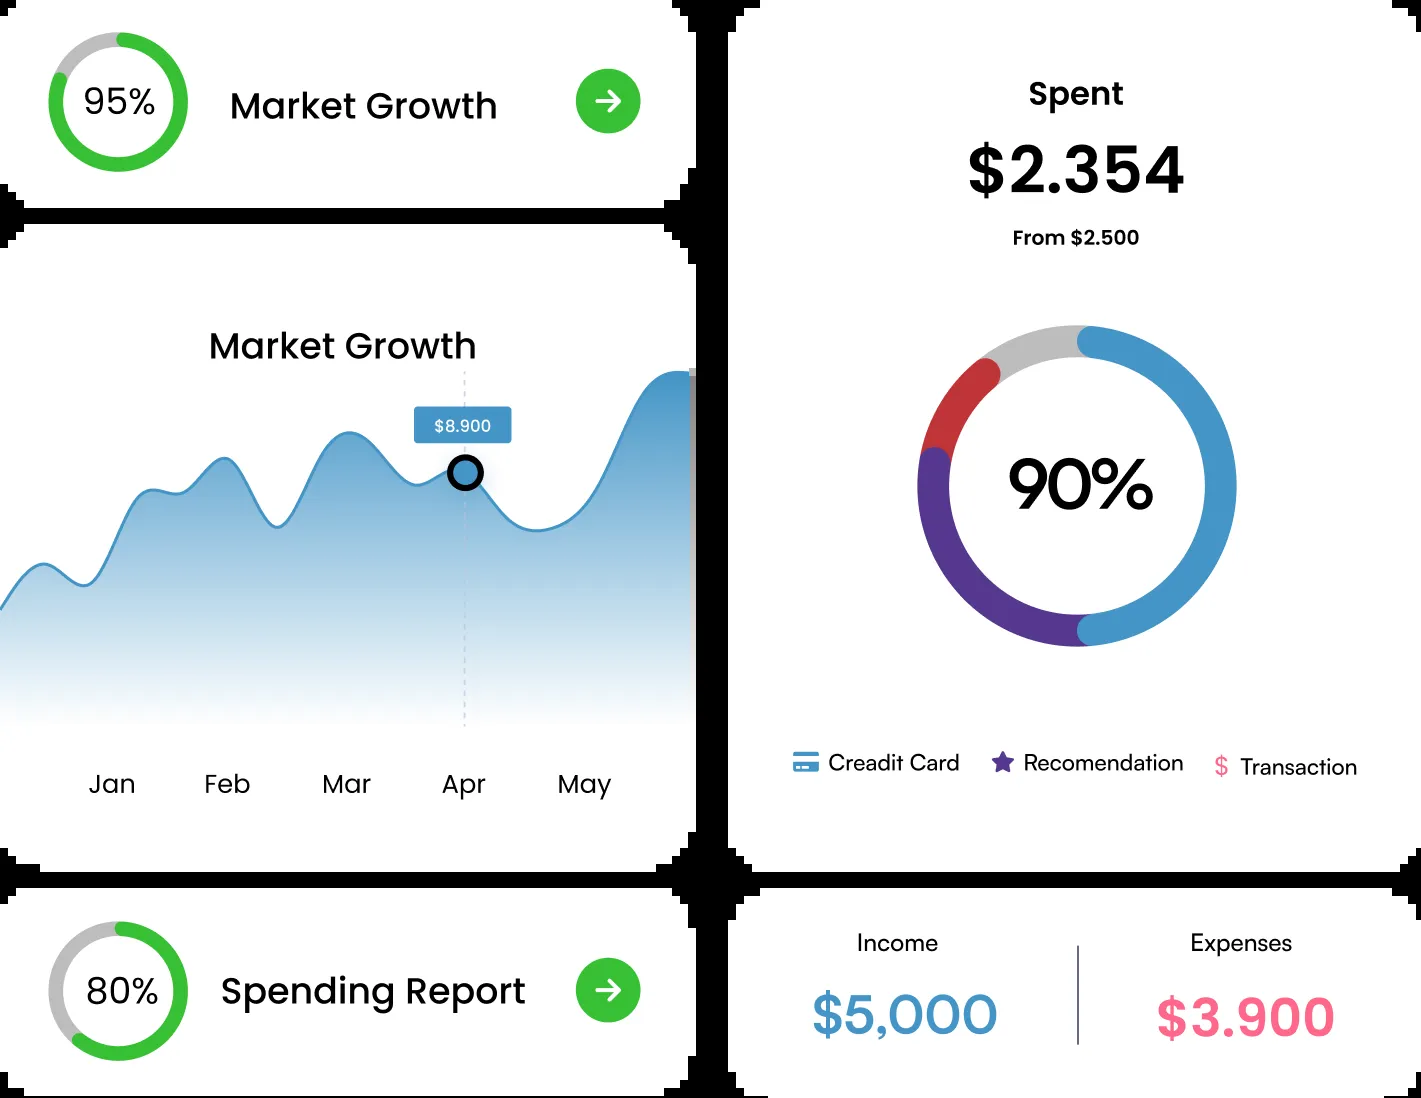 95%
Market Growth
Market Growth
$8.900
Jan Feb Mar Apr May
80%
Spending Report
Spent
$2.354
From $2.500
90%
Creadit Card Recomendation $ Transaction
Income Expenses
$5,000 $3.900